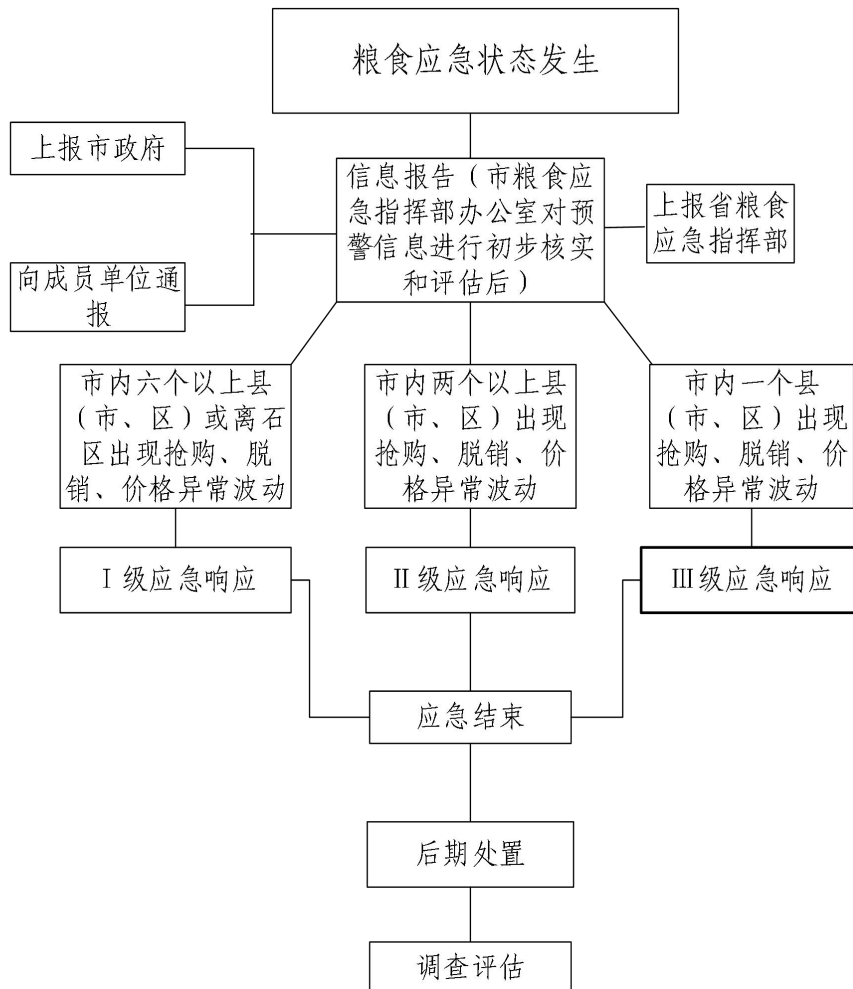 粮食应急状态发生
上报市政府
信息报告（市粮食应
急指挥部办公室对预
警信息进行初步核实
和评估后）
上报省粮食
应急指挥部
向成员单位通
报
市内六个以上县
（市、区）或离石
区出现抢购、脱
销、价格异常波动
市内两个以上县
（市、区）出现
抢购、脱销、价
格异常波动
市内一个县
（市、区）出现
抢购、脱销、价
格异常波动
Ⅰ级应急响应
Ⅱ级应急响应
Ⅲ级应急响应
应急结束
后期处置
调查评估